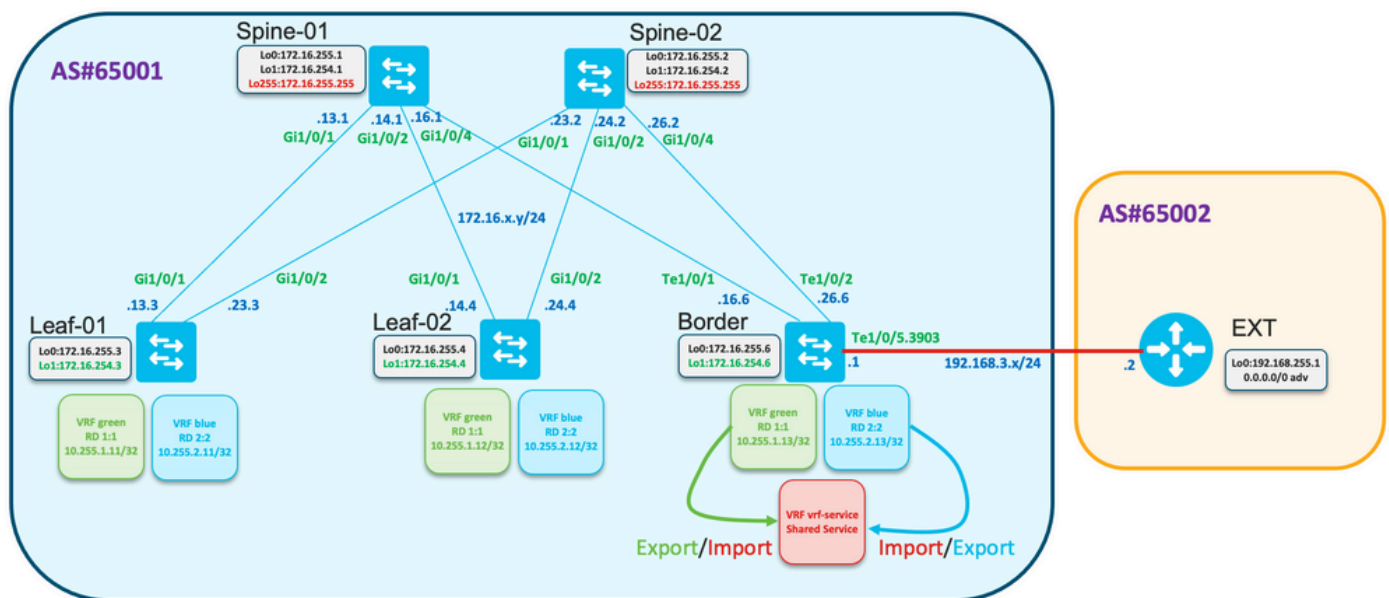 Spine-01
Spine-02
AS#65001
Lo0:172.16.255.1
Lo1:172.16.254.1
Lo255:172.16.255.255
Lo0:172.16.255.2
Lo1:172.16.254.2
Lo255:172.16.255.255
.13.1
.14.1
.16.1
.23.2
.24.2
.26.2
Gi1/0/1
Gi1/0/2
Gi1/0/4
Gi1/0/1
Gi1/0/2
Gi1/0/4
AS#65002
172.16.x.y/24
Gi1/0/1
Gi1/0/2
Gi1/0/1
Gi1/0/2
Te1/0/1
Te1/0/2
.13.3
.23.3
.14.4
.24.4
.16.6
.26.6
Leaf-01
Leaf-02
Border
EXT
Lo0:172.16.255.3
Lo1:172.16.254.3
Lo0:172.16.255.4
Lo1:172.16.254.4
Lo0:172.16.255.6
Lo1:172.16.254.6
Te1/0/5.3903
.1
192.168.3.x/24
.2
Lo0:192.168.255.1
0.0.0.0/0 adv
VRF green
RD 1:1
10.255.1.11/32
VRF blue
RD 2:2
10.255.2.11/32
VRF green
RD 1:1
10.255.1.12/32
VRF blue
RD 2:2
10.255.2.12/32
VRF green
RD 1:1
10.255.1.13/32
VRF blue
RD 2:2
10.255.2.13/32
VRF vrf-service
Shared Service
Export/Import
Import/Export